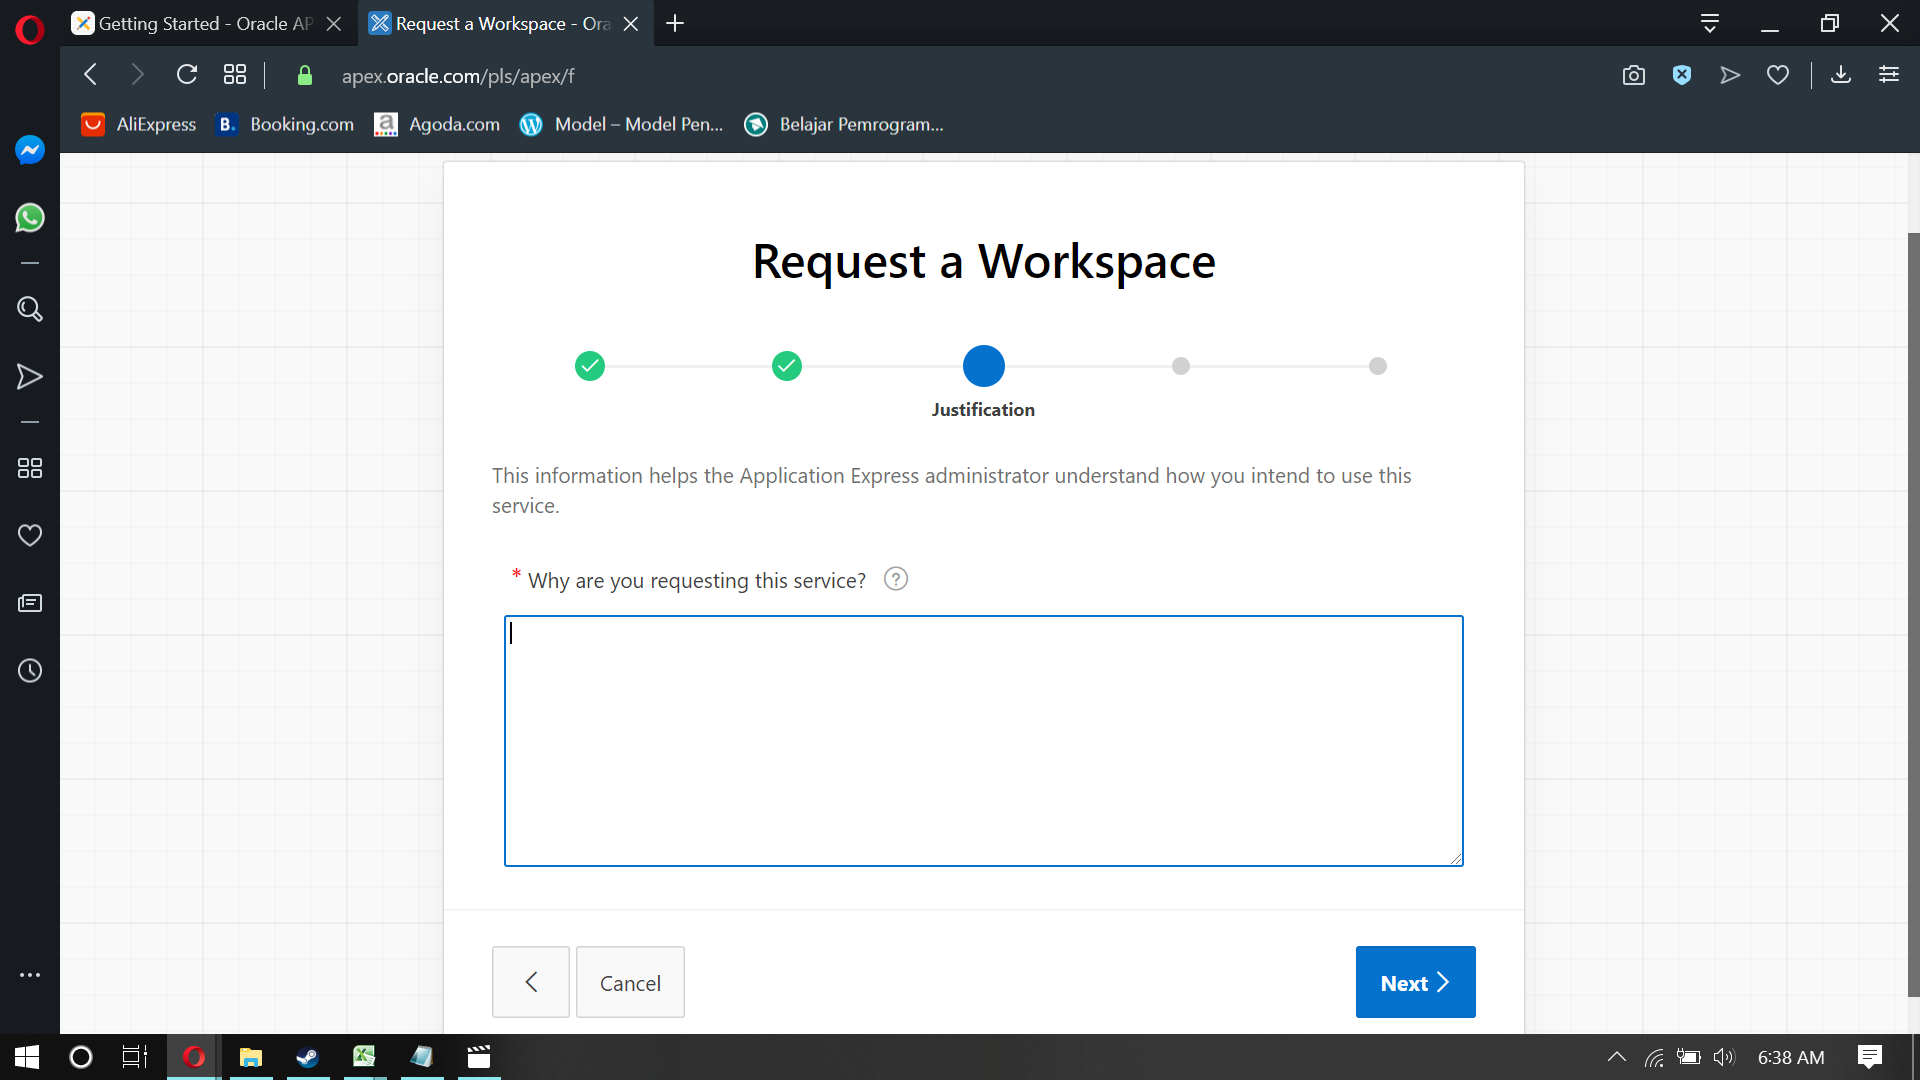 Getting Started - Oracle AP
Request a Workspace - Ora
apex.oracle.com/pls/apex/f
AliExpress
B. Booking.com
a Agoda.com
Model – Model Pen...
Belajar Pemrogram...
Request a Workspace
Justification
This information helps the Application Express administrator understand how you intend to use this
service.
* Why are you requesting this service? ?
Cancel
Next
6:38 AM